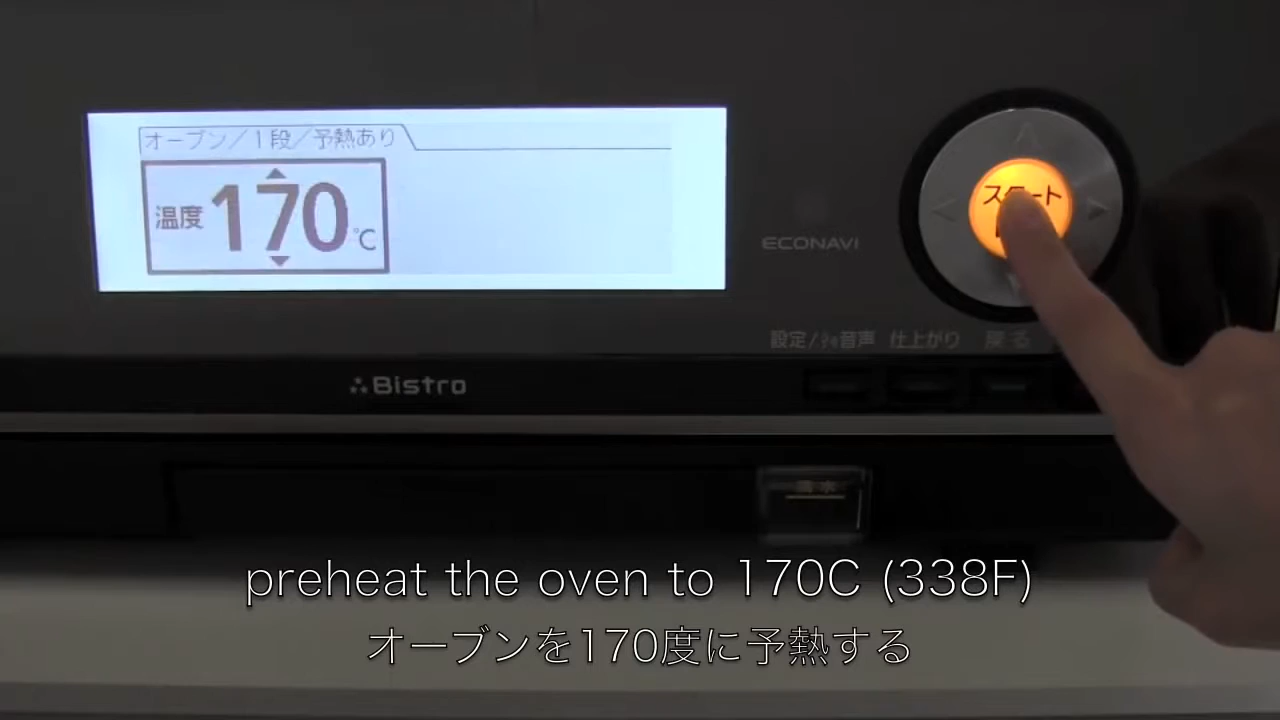 オーブン／１段／予熱あり
温度 170 ℃
ECONAVI
設定/音声 仕上がり 戻る
Bistro
preheat the oven to 170C (338F)
オーブンを170度に予熱する